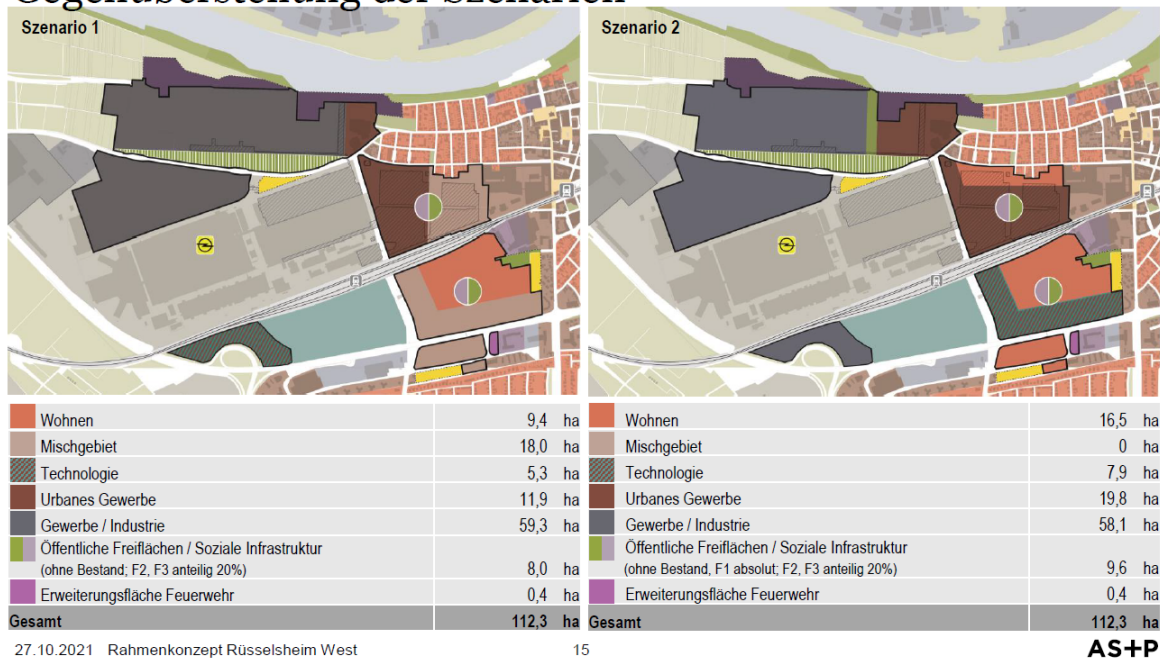 Gegenüberstellung der Szenarien
Szenario 1
Szenario 2
Wohnen 9,4 ha
Mischgebiet 18,0 ha
Technologie 5,3 ha
Urbanes Gewerbe 11,9 ha
Gewerbe / Industrie 59,3 ha
Öffentliche Freiflächen / Soziale Infrastruktur
(ohne Bestand; F2, F3 anteilig 20%) 8,0 ha
Erweiterungsfläche Feuerwehr 0,4 ha
Gesamt 112,3 ha
Wohnen 16,5 ha
Mischgebiet 0 ha
Technologie 7,9 ha
Urbanes Gewerbe 19,8 ha
Gewerbe / Industrie 58,1 ha
Öffentliche Freiflächen / Soziale Infrastruktur
(ohne Bestand, F1 absolut; F2, F3 anteilig 20%) 9,6 ha
Erweiterungsfläche Feuerwehr 0,4 ha
Gesamt 112,3 ha
27.10.2021 Rahmenkonzept Rüsselsheim West 15 AS+P